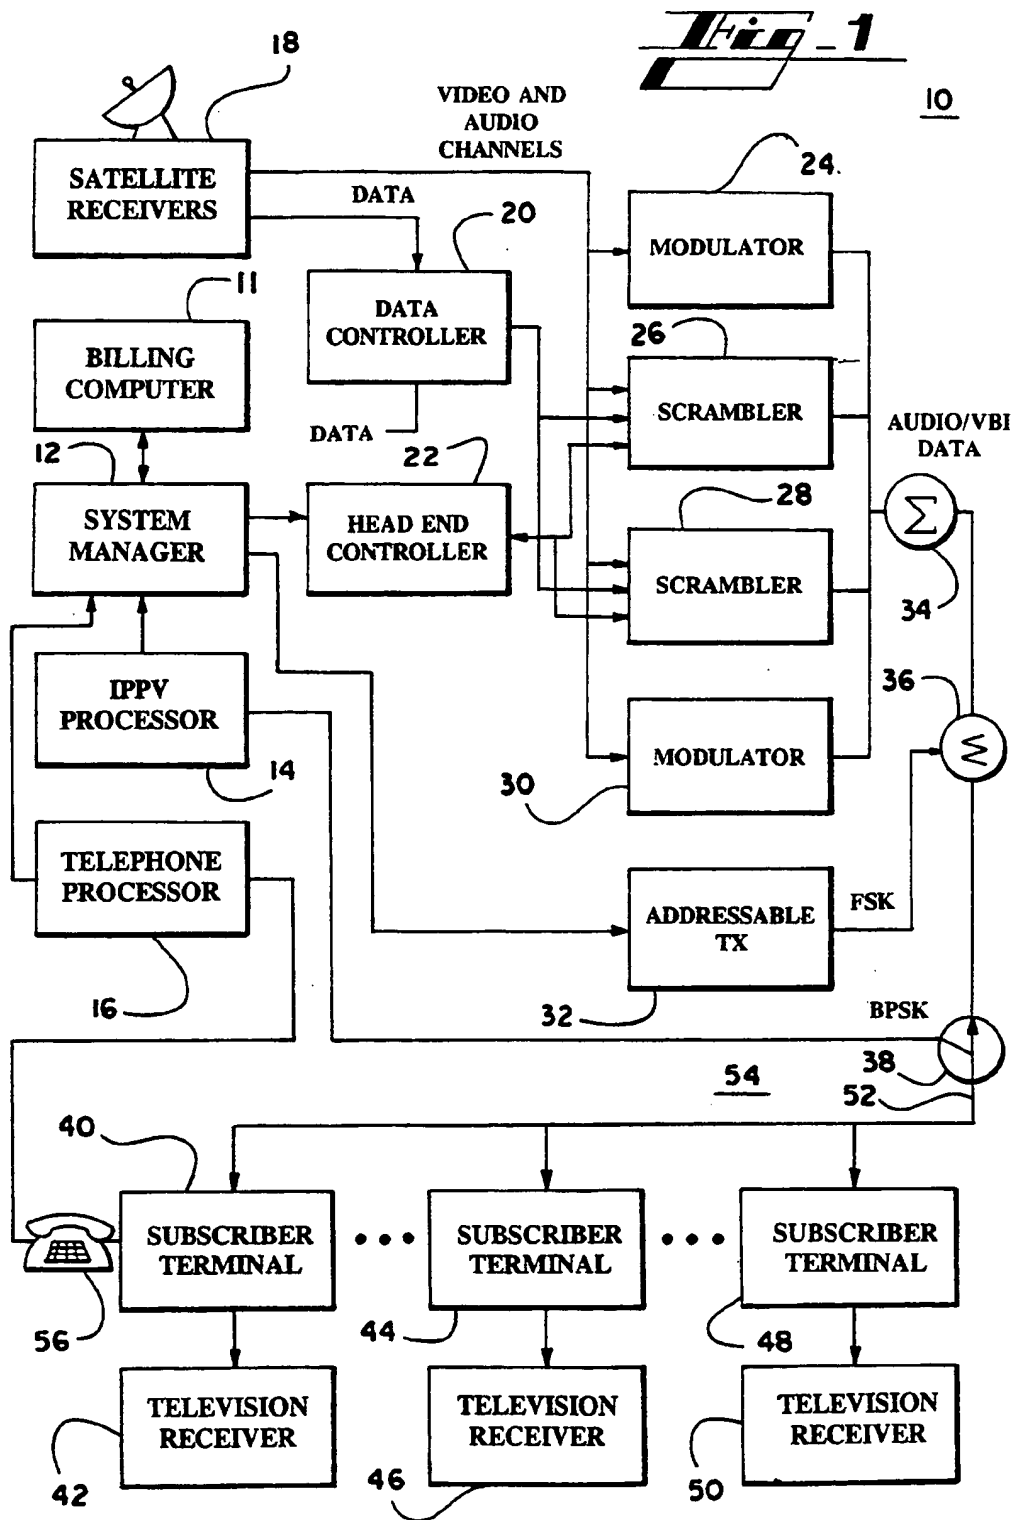 Fig_1
10
18
VIDEO AND
AUDIO
CHANNELS
SATELLITE
RECEIVERS
DATA
20
24
MODULATOR
11
DATA
CONTROLLER
BILLING
COMPUTER
26
SCRAMBLER
DATA
22
AUDIO/VBI
DATA
12
SYSTEM
MANAGER
HEAD END
CONTROLLER
28
SCRAMBLER
Σ
34
IPPV
PROCESSOR
14
36
Σ
MODULATOR
30
TELEPHONE
PROCESSOR
16
ADDRESSABLE
TX
FSK
32
BPSK
38
54
52
40
SUBSCRIBER
TERMINAL
SUBSCRIBER
TERMINAL
SUBSCRIBER
TERMINAL
56
44
48
TELEVISION
RECEIVER
TELEVISION
RECEIVER
TELEVISION
RECEIVER
42
46
50